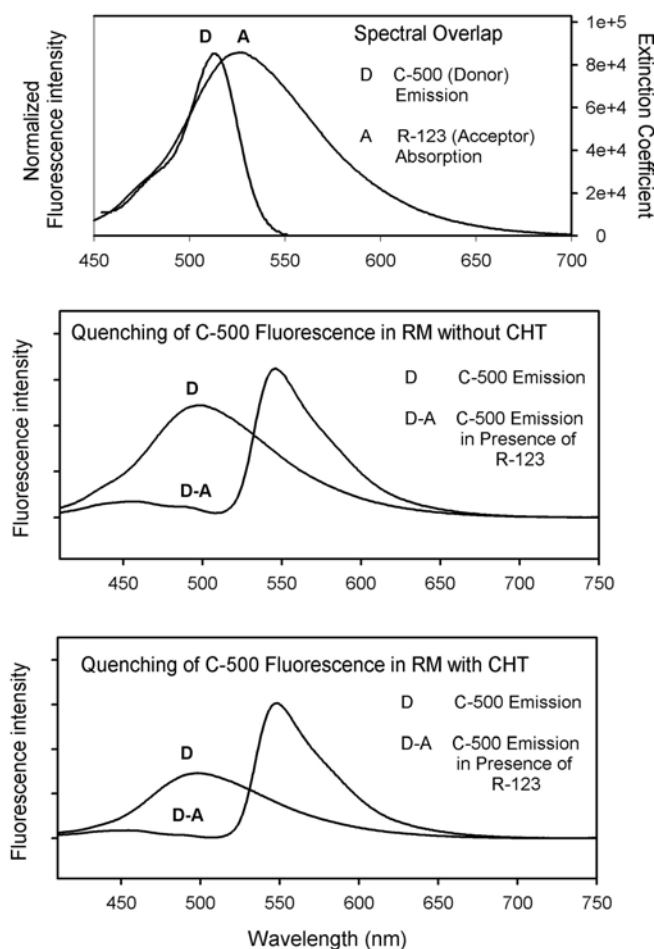 D A Spectral Overlap
D C-500 (Donor)
Emission
A R-123 (Acceptor)
Absorption
Normalized
Fluorescence intensity
Extinction Coefficient
1e+5
8e+4
6e+4
4e+4
2e+4
0
450 500 550 600 650 700
Quenching of C-500 Fluorescence in RM without CHT
D
D C-500 Emission
D-A C-500 Emission
in Presence of
R-123
D-A
Fluorescence intensity
450 500 550 600 650 700 750
Quenching of C-500 Fluorescence in RM with CHT
D C-500 Emission
D
D-A C-500 Emission
in Presence of
R-123
D-A
Fluorescence intensity
450 500 550 600 650 700 750
Wavelength (nm)